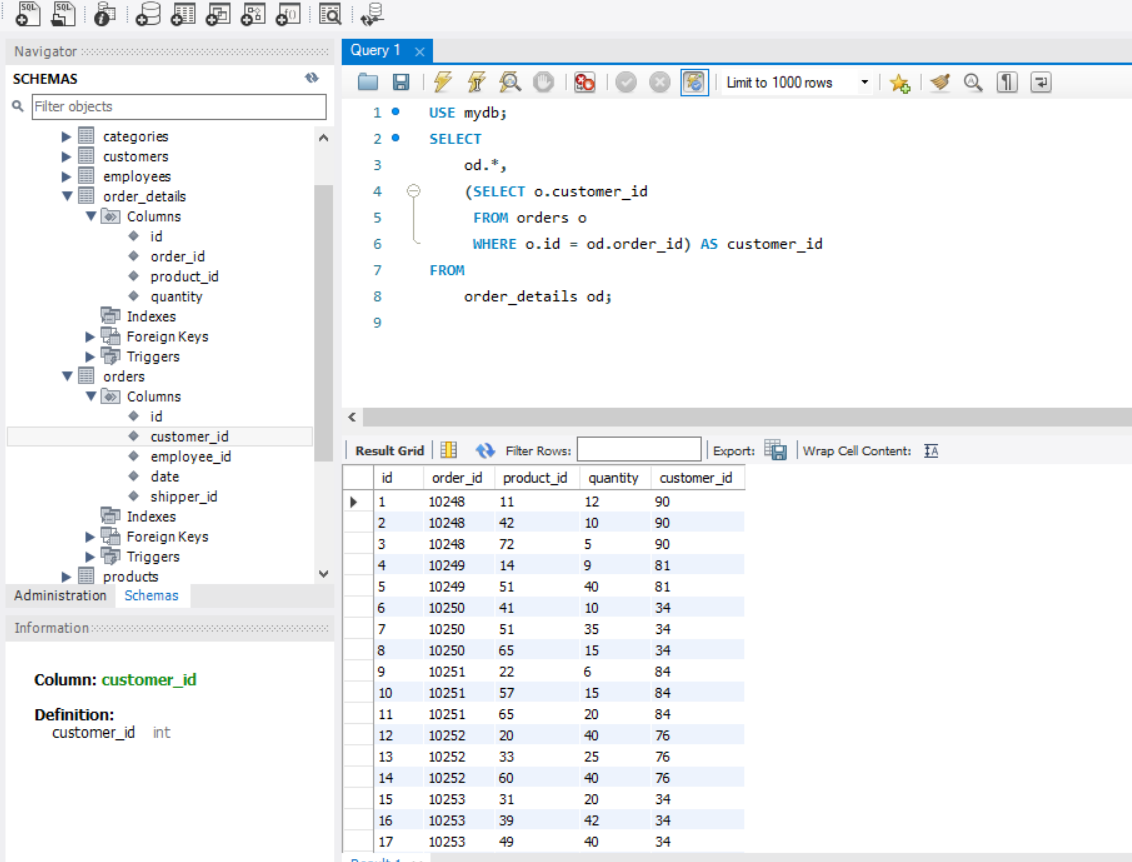 Navigator
SCHEMAS
Filter objects
categories
customers
employees
order_details
Columns
id
order_id
product_id
quantity
Indexes
Foreign Keys
Triggers
orders
Columns
id
customer_id
employee_id
date
shipper_id
Indexes
Foreign Keys
Triggers
products
Administration Schemas
Information
Column: customer_id
Definition:
customer_id int
Query 1
Limit to 1000 rows
1 USE mydb;
2 SELECT
3 od.*,
4 (SELECT o.customer_id
5 FROM orders o
6 WHERE o.id = od.order_id) AS customer_id
7 FROM
8 order_details od;
9
Result Grid Filter Rows: Export: Wrap Cell Content:
id order_id product_id quantity customer_id
1 10248 11 12 90
2 10248 42 10 90
3 10248 72 5 90
4 10249 14 9 81
5 10249 51 40 81
6 10250 41 10 34
7 10250 51 35 34
8 10250 65 15 34
9 10251 22 6 84
10 10251 57 15 84
11 10251 65 20 84
12 10252 20 40 76
13 10252 33 25 76
14 10252 60 40 76
15 10253 31 20 34
16 10253 39 42 34
17 10253 49 40 34